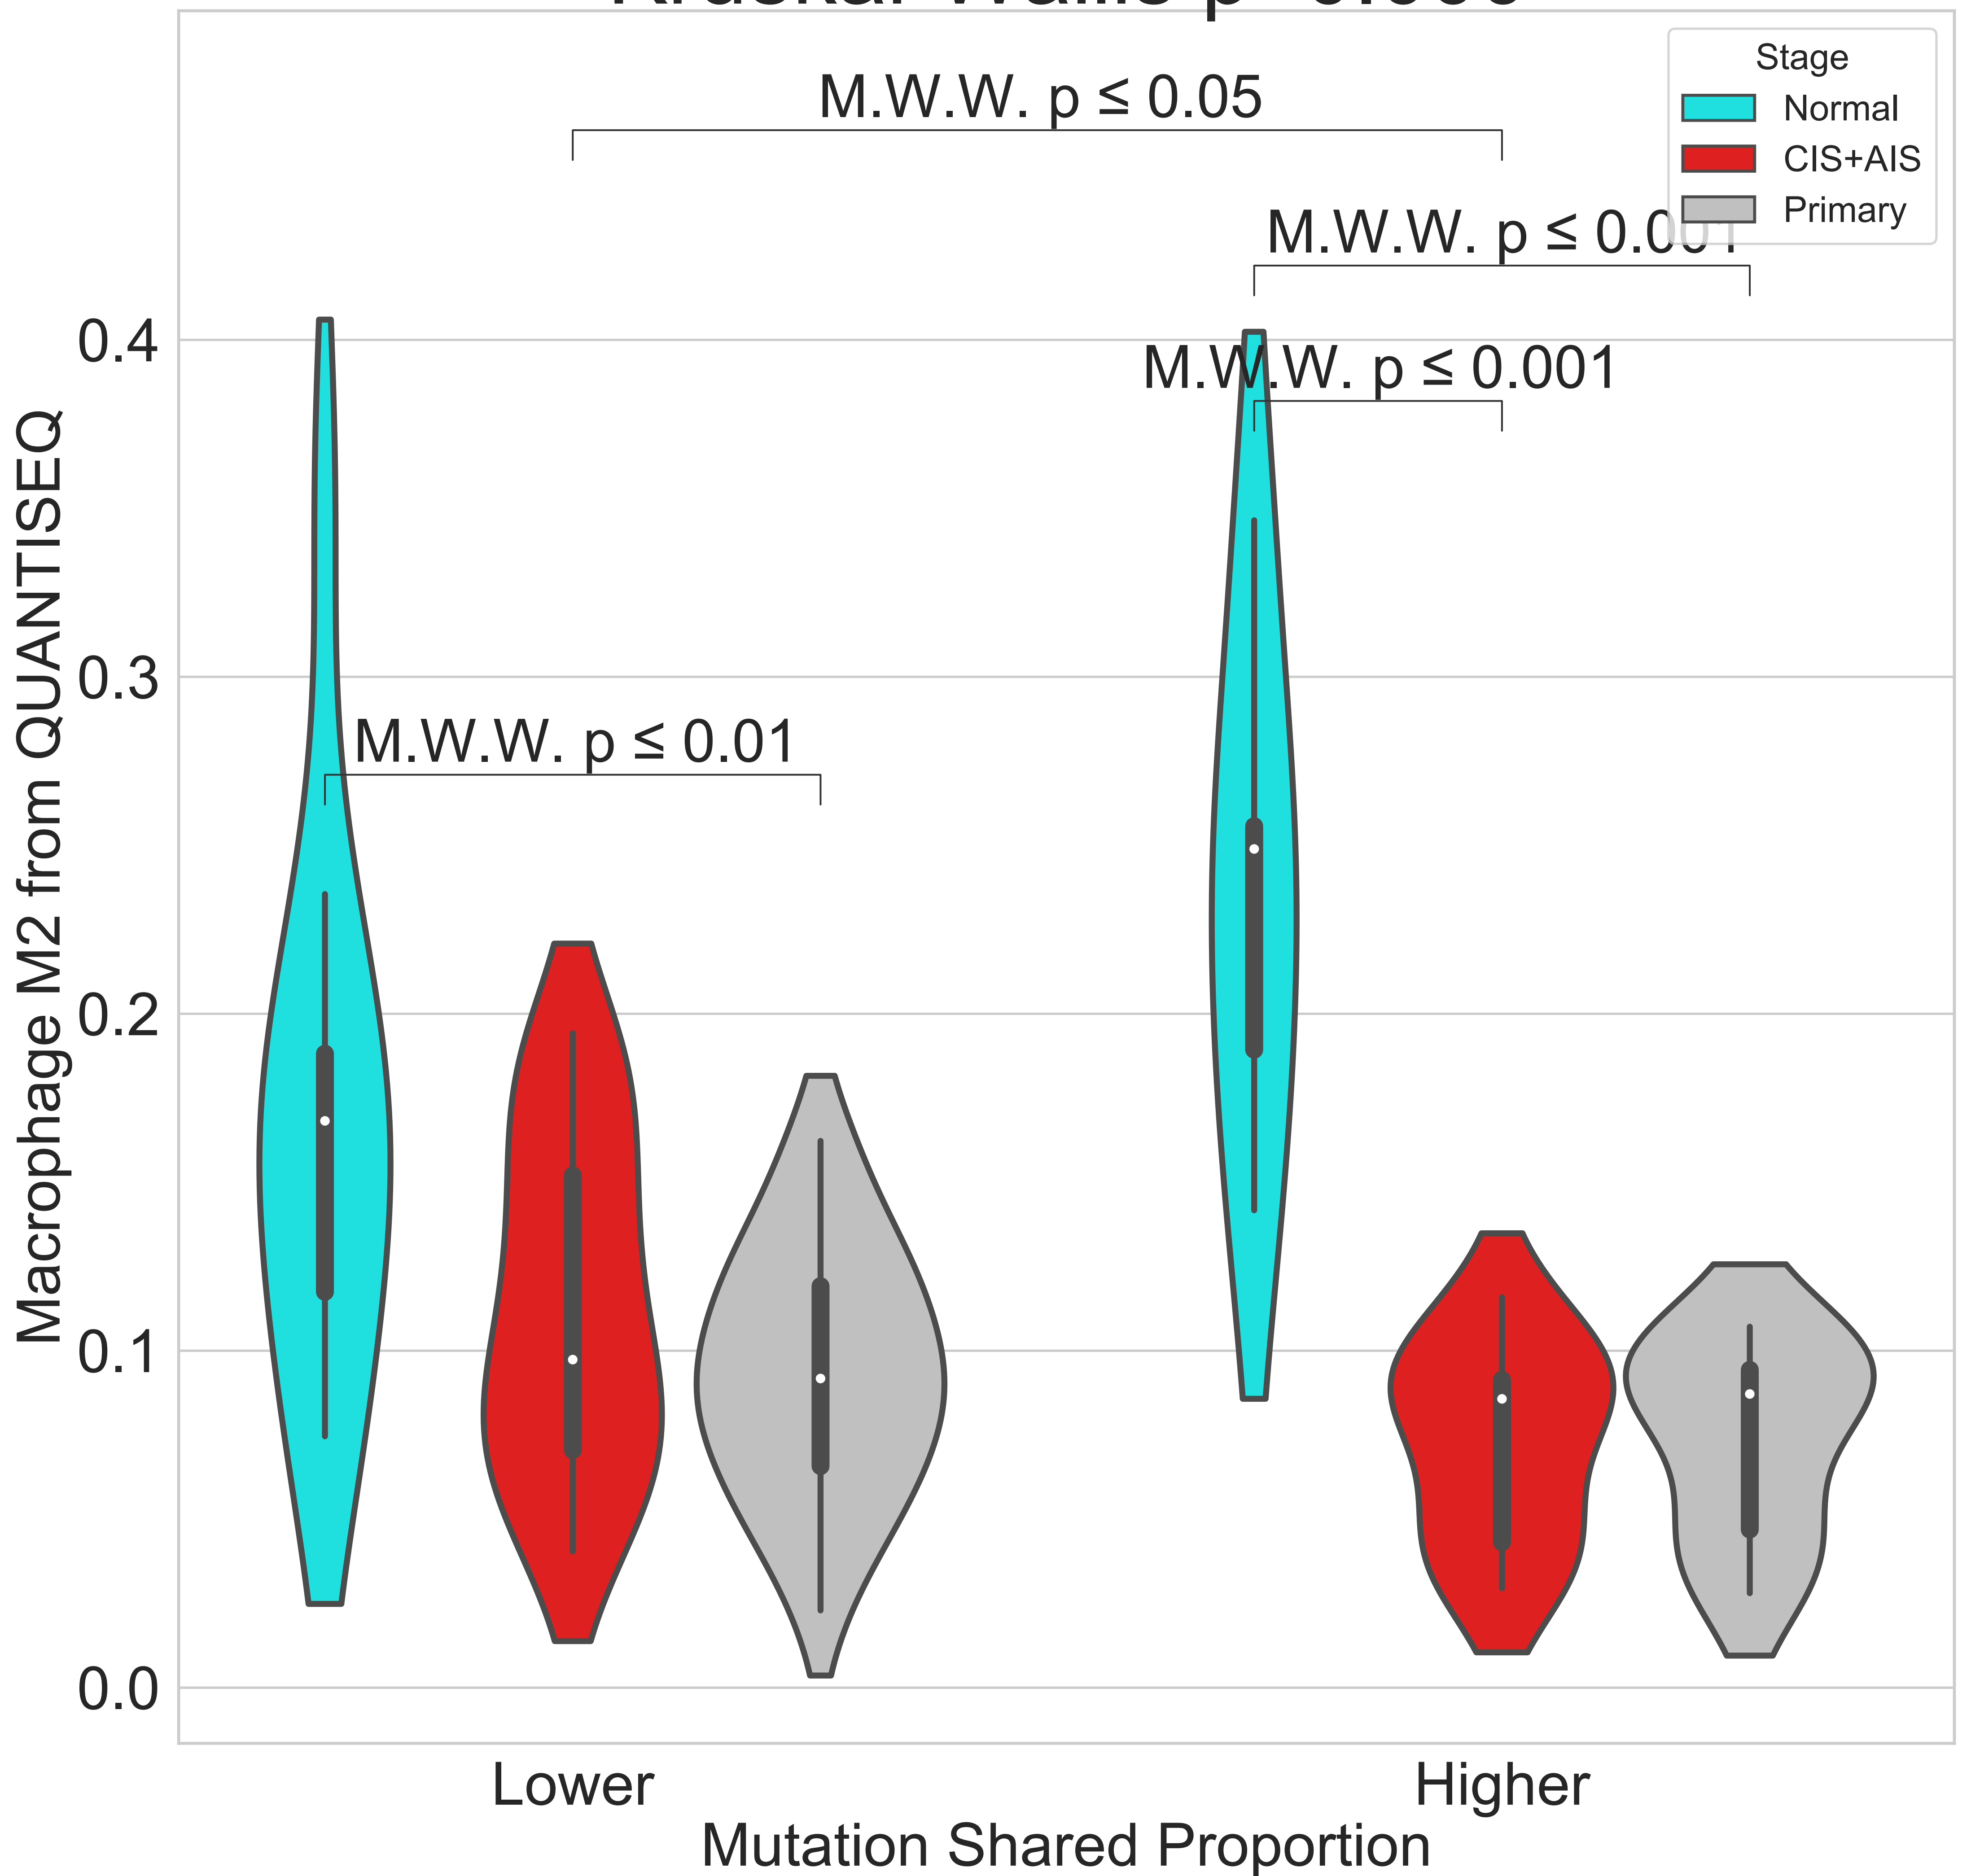 M.W.W. p ≤ 0.05
Stage
Normal
CIS+AIS
Primary
M.W.W. p ≤ 0.001
M.W.W. p ≤ 0.001
M.W.W. p ≤ 0.01
0.4
0.3
0.2
0.1
0.0
Macrophage M2 from QUANTISEQ
Lower
Higher
Mutation Shared Proportion